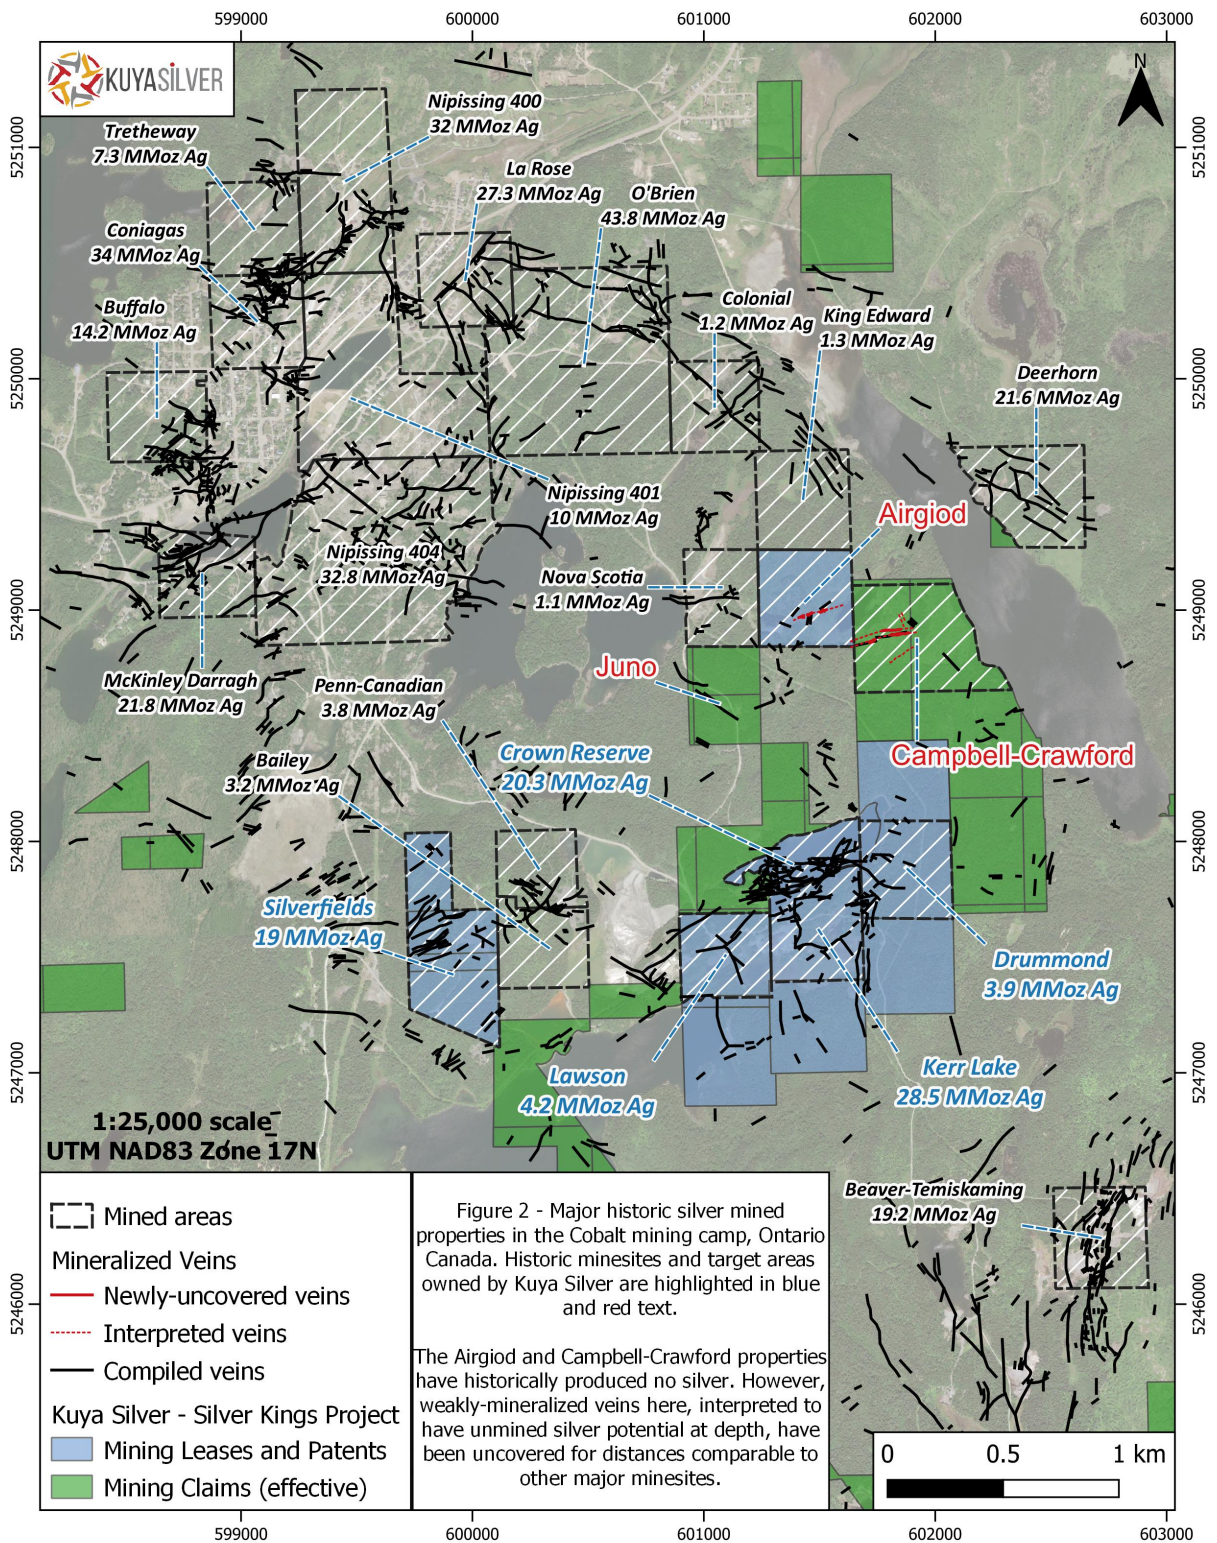 599000
600000
601000
602000
603000
KUYASILVER
N
5251000
5250000
5249000
5248000
5247000
5246000
5251000
5250000
5249000
5248000
5247000
5246000
Tretheway
7.3 MMoz Ag
Nipissing 400
32 MMoz Ag
La Rose
27.3 MMoz Ag
O'Brien
43.8 MMoz Ag
Coniagas
34 MMoz Ag
Buffalo
14.2 MMoz Ag
Colonial
1.2 MMoz Ag
King Edward
1.3 MMoz Ag
Deerhorn
21.6 MMoz Ag
Nipissing 401
10 MMoz Ag
Airgiod
Nipissing 404
32.8 MMoz Ag
Nova Scotia
1.1 MMoz Ag
Juno
McKinley Darragh
21.8 MMoz Ag
Penn-Canadian
3.8 MMoz Ag
Campbell-Crawford
Bailey
3.2 MMoz Ag
Crown Reserve
20.3 MMoz Ag
Silverfields
19 MMoz Ag
Drummond
3.9 MMoz Ag
Lawson
4.2 MMoz Ag
Kerr Lake
28.5 MMoz Ag
1:25,000 scale
UTM NAD83 Zone 17N
Beaver-Temiskaming
19.2 MMoz Ag
Mined areas
Mineralized Veins
Newly-uncovered veins
Interpreted veins
Compiled veins
Kuya Silver - Silver Kings Project
Mining Leases and Patents
Mining Claims (effective)
Figure 2 - Major historic silver mined
properties in the Cobalt mining camp, Ontario
Canada. Historic minesites and target areas
owned by Kuya Silver are highlighted in blue
and red text.
The Airgiod and Campbell-Crawford properties
have historically produced no silver. However,
weakly-mineralized veins here, interpreted to
have unmined silver potential at depth, have
been uncovered for distances comparable to
other major minesites.
0 0.5 1 km
599000
600000
601000
602000
603000